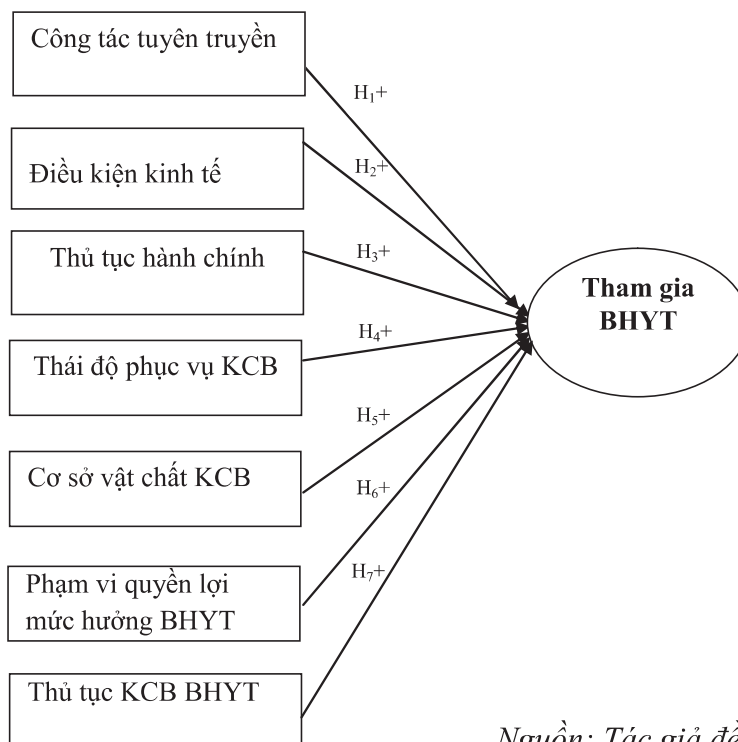 Công tác tuyên truyền
H₁+
Điều kiện kinh tế
H₂+
Thủ tục hành chính
H₃+
Tham gia
BHYT
Thái độ phục vụ KCB
H₄+
Cơ sở vật chất KCB
H₅+
Phạm vi quyền lợi
mức hưởng BHYT
H₆+
Thủ tục KCB BHYT
H₇+
Nguồn: Tác giả